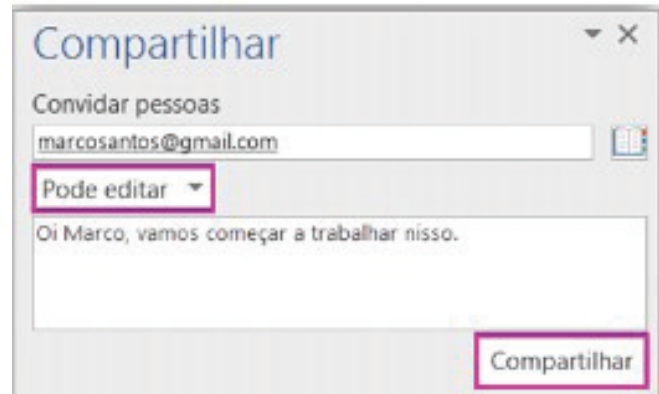 Compartilhar
Convidar pessoas
marcosantos@gmail.com
Pode editar
Oi Marco, vamos começar a trabalhar nisso.
Compartilhar